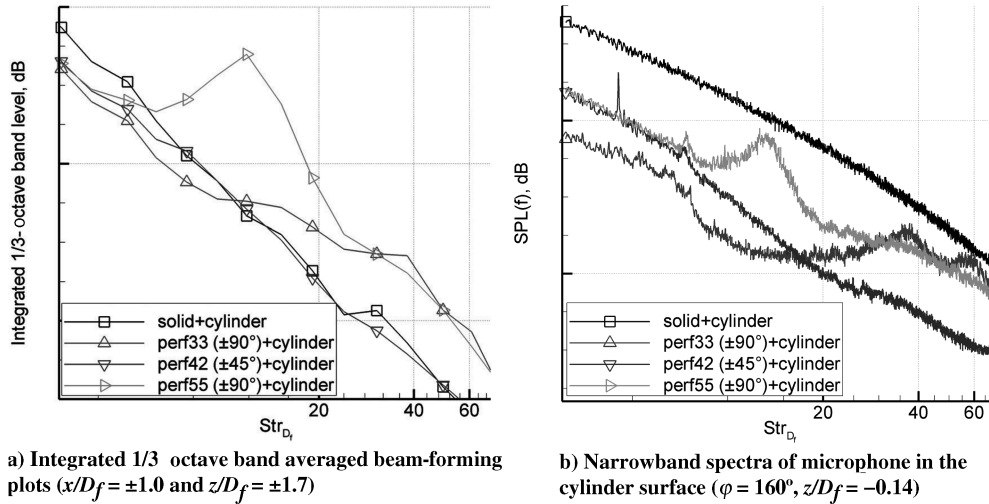 Integrated 1/3- octave band level, dB
solid+cylinder
perf33 (±90°)+cylinder
perf42 (±45°)+cylinder
perf55 (±90°)+cylinder
20 40 60
Str_Df
a) Integrated 1/3 octave band averaged beam-forming
plots (x/Df = ±1.0 and z/Df = ±1.7)
SPL(f), dB
solid+cylinder
perf33 (±90°)+cylinder
perf42 (±45°)+cylinder
perf55 (±90°)+cylinder
20 40 60
Str_Df
b) Narrowband spectra of microphone in the
cylinder surface (φ = 160°, z/Df = −0.14)